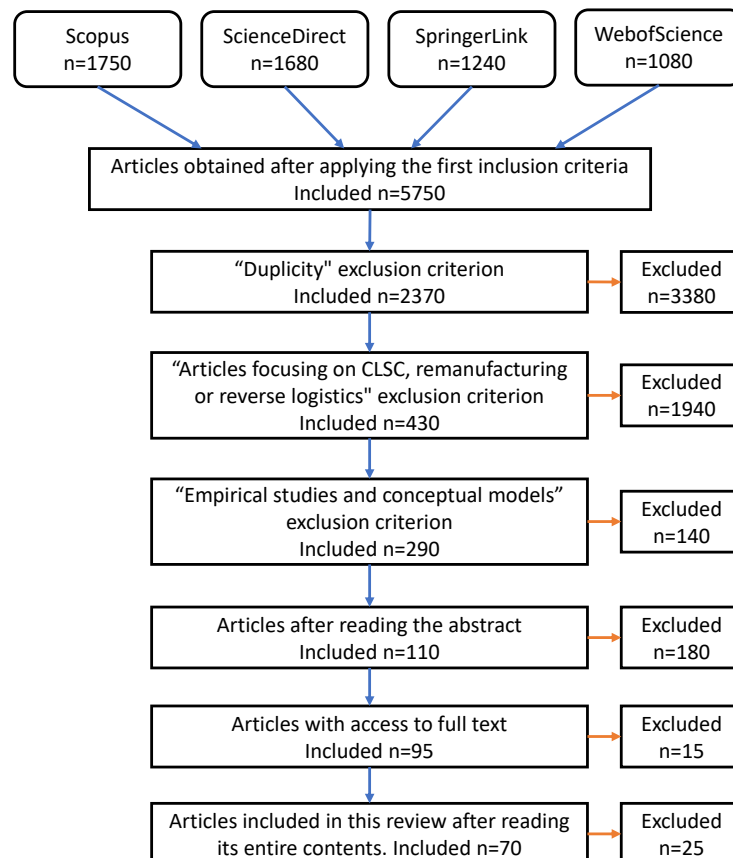 Scopus
n=1750
ScienceDirect
n=1680
SpringerLink
n=1240
WebofScience
n=1080
Articles obtained after applying the first inclusion criteria
Included n=5750
“Duplicity" exclusion criterion
Included n=2370
Excluded
n=3380
“Articles focusing on CLSC, remanufacturing
or reverse logistics" exclusion criterion
Included n=430
Excluded
n=1940
“Empirical studies and conceptual models”
exclusion criterion
Included n=290
Excluded
n=140
Articles after reading the abstract
Included n=110
Excluded
n=180
Articles with access to full text
Included n=95
Excluded
n=15
Articles included in this review after reading
its entire contents. Included n=70
Excluded
n=25